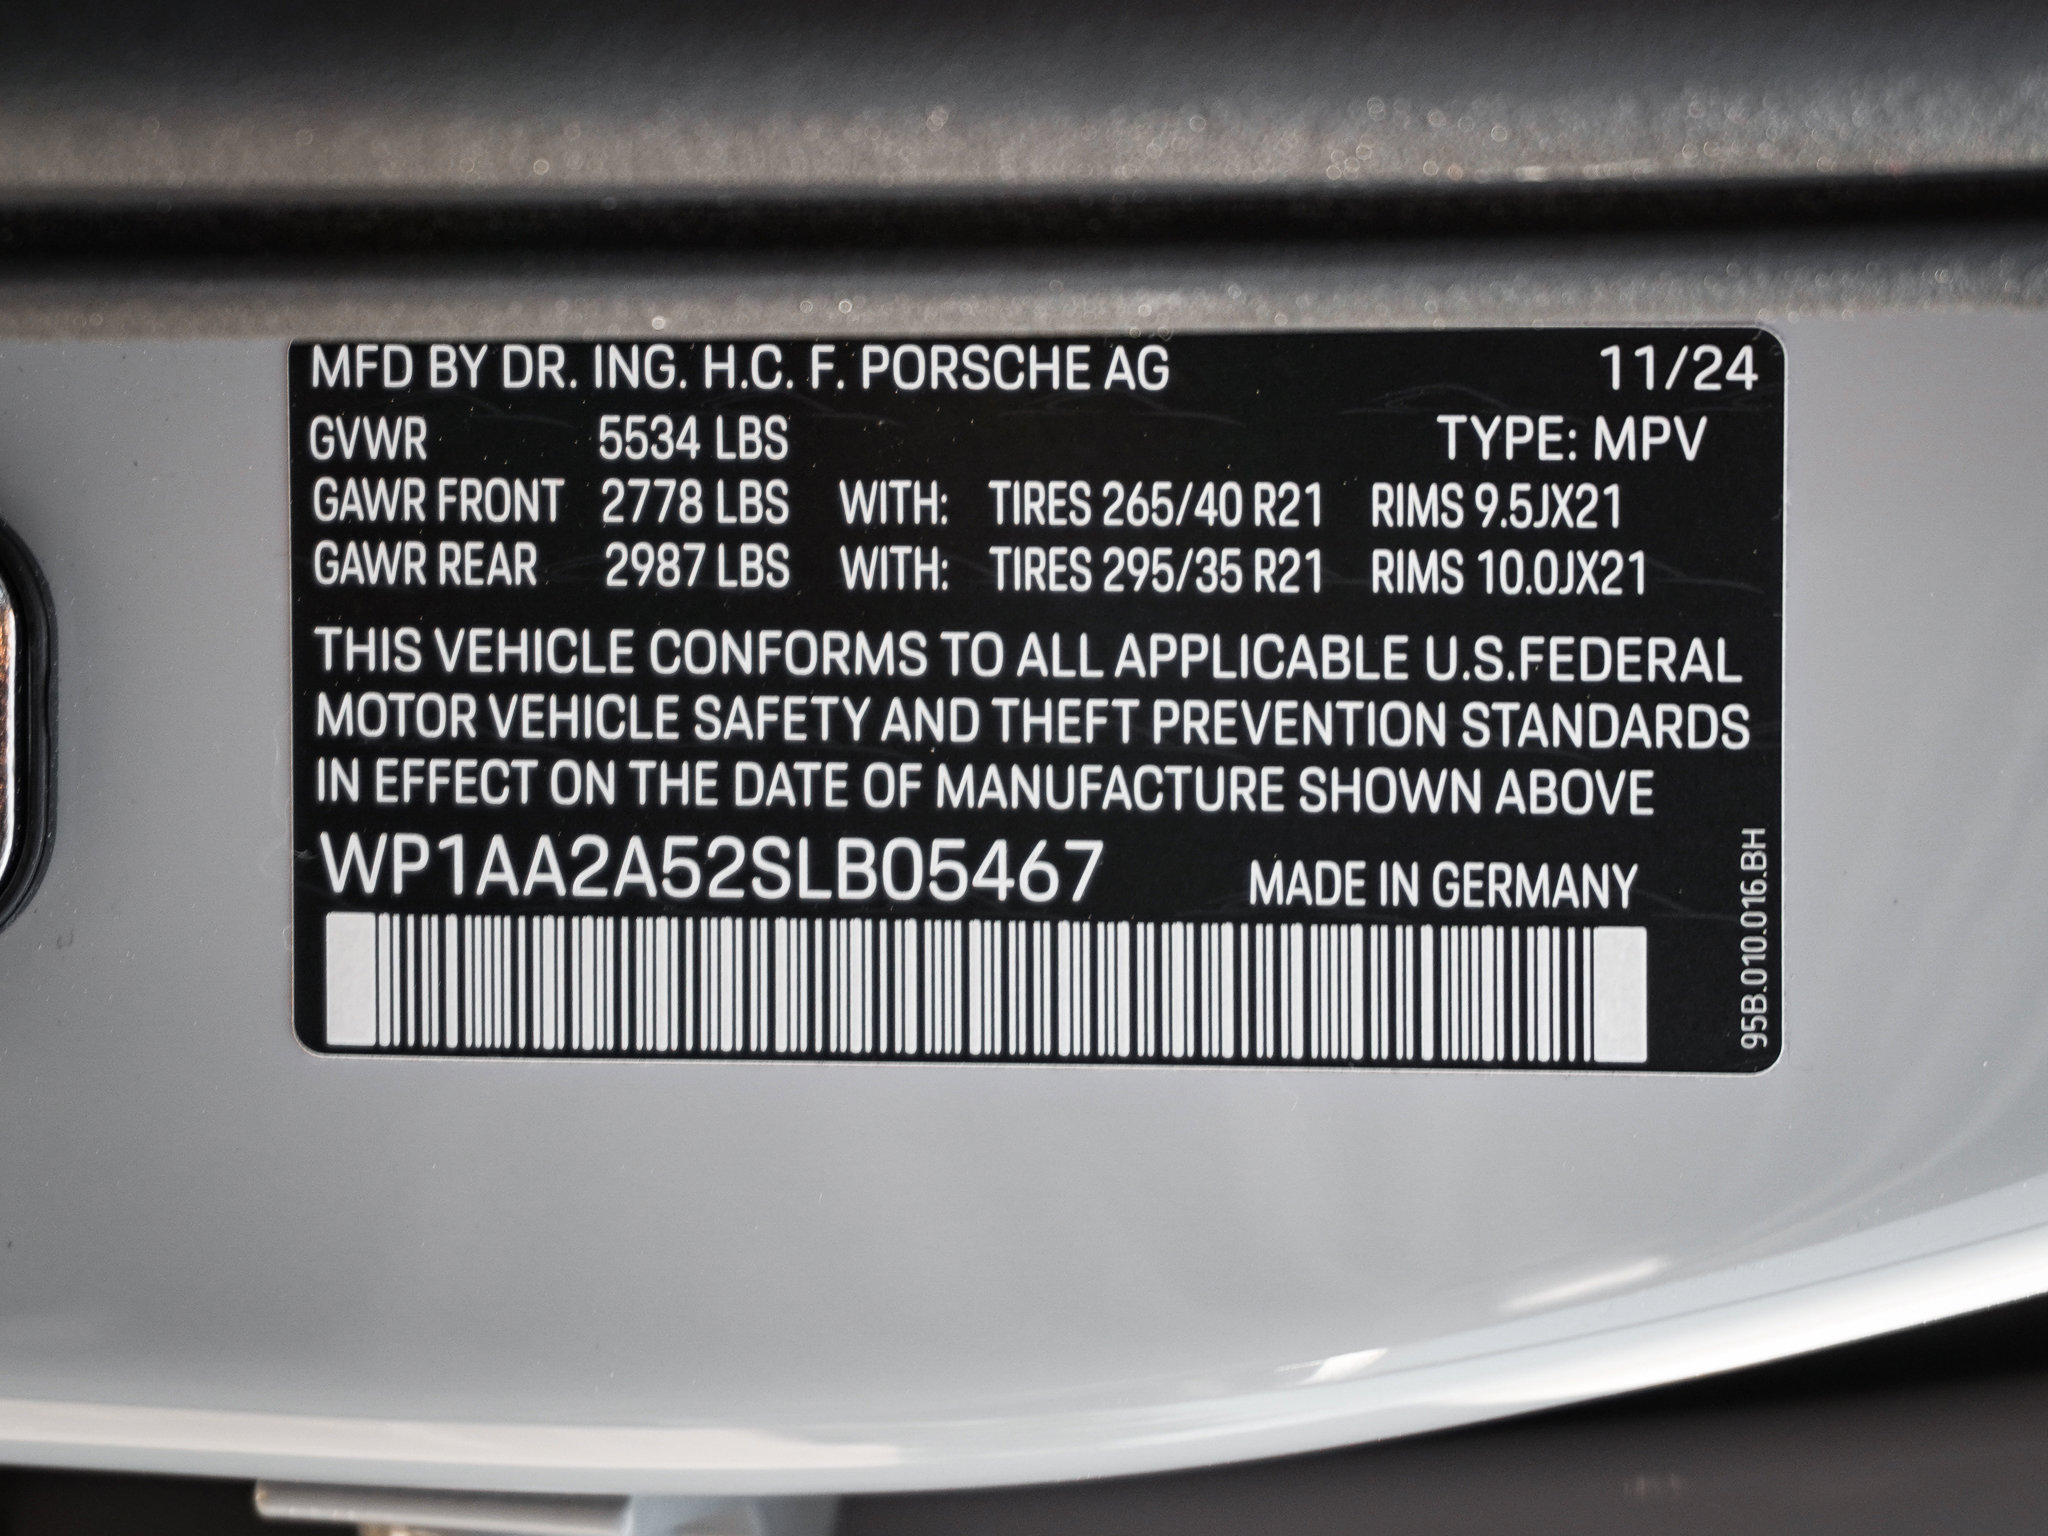 MFD BY DR. ING. H.C. F. PORSCHE AG 11/24
GVWR 5534 LBS TYPE: MPV
GAWR FRONT 2778 LBS WITH: TIRES 265/40 R21 RIMS 9.5JX21
GAWR REAR 2987 LBS WITH: TIRES 295/35 R21 RIMS 10.0JX21
THIS VEHICLE CONFORMS TO ALL APPLICABLE U.S.FEDERAL
MOTOR VEHICLE SAFETY AND THEFT PREVENTION STANDARDS
IN EFFECT ON THE DATE OF MANUFACTURE SHOWN ABOVE
WP1AA2A52SLB05467 MADE IN GERMANY
95B.010.016.BH